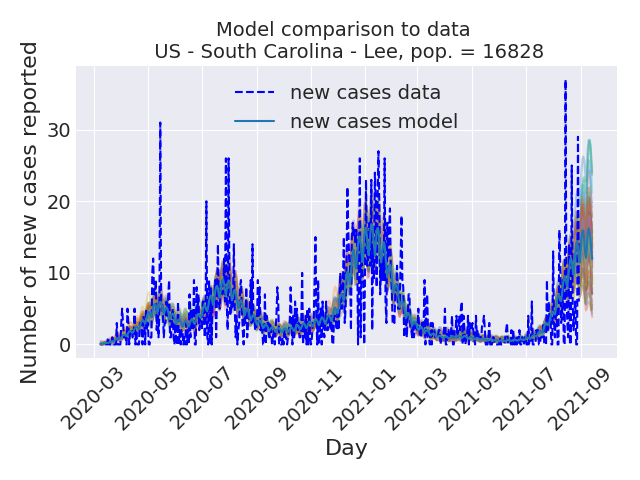 Model comparison to data
US - South Carolina - Lee, pop. = 16828
new cases data
new cases model
Number of new cases reported
30
20
10
0
2020-03
2020-05
2020-07
2020-09
2020-11
2021-01
2021-03
2021-05
2021-07
2021-09
Day